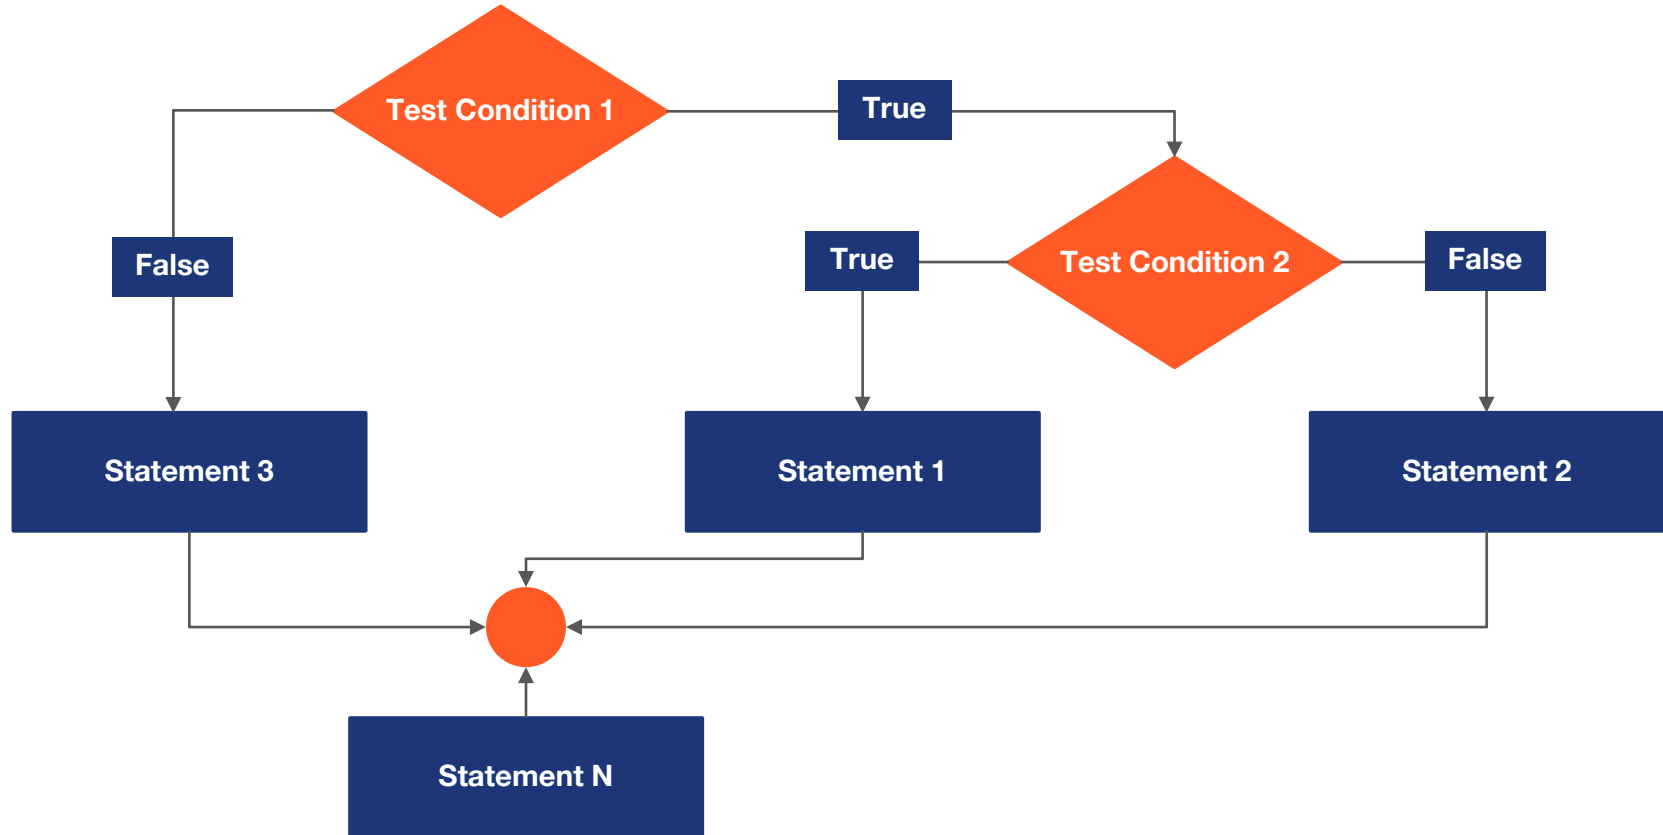 Test Condition 1
True
False
True
Test Condition 2
False
Statement 3
Statement 1
Statement 2
Statement N